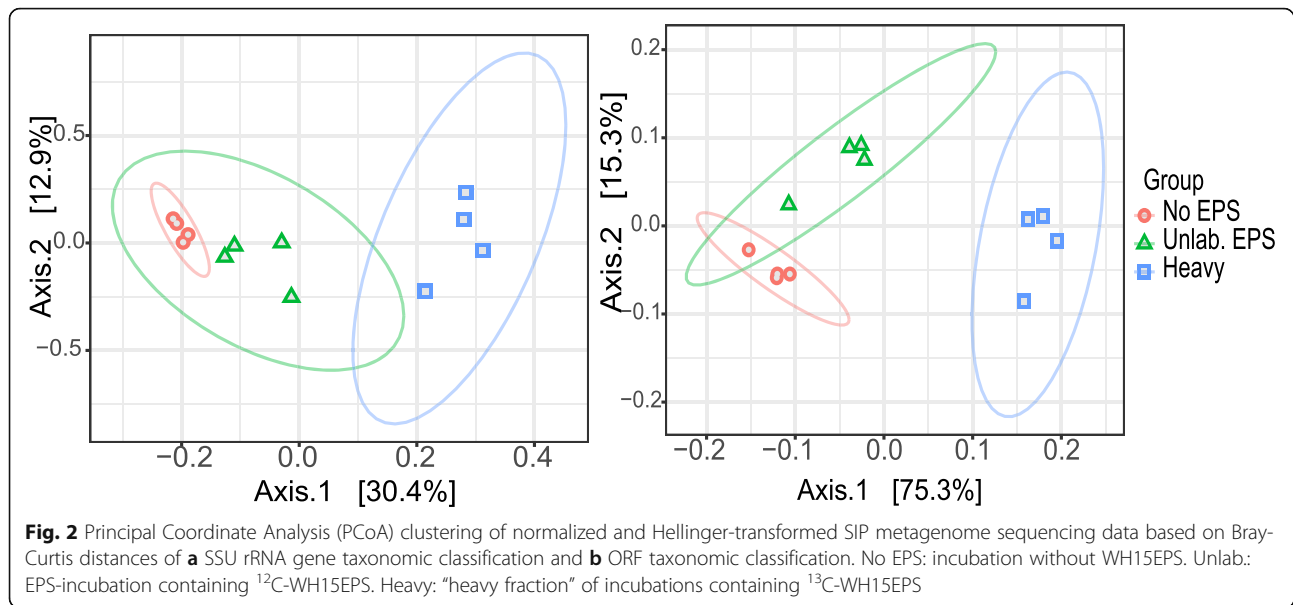 Axis.2 [12.9%]
0.5
0.0
−0.5
−0.2
0.0
0.2
0.4
Axis.1 [30.4%]
Axis.2 [15.3%]
0.2
0.1
0.0
−0.1
−0.2
−0.2
−0.1
0.0
0.1
0.2
Axis.1 [75.3%]
Group
No EPS
Unlab. EPS
Heavy
Fig. 2 Principal Coordinate Analysis (PCoA) clustering of normalized and Hellinger-transformed SIP metagenome sequencing data based on Bray-
Curtis distances of a SSU rRNA gene taxonomic classification and b ORF taxonomic classification. No EPS: incubation without WH15EPS. Unlab.:
EPS-incubation containing ¹²C-WH15EPS. Heavy: “heavy fraction” of incubations containing ¹³C-WH15EPS